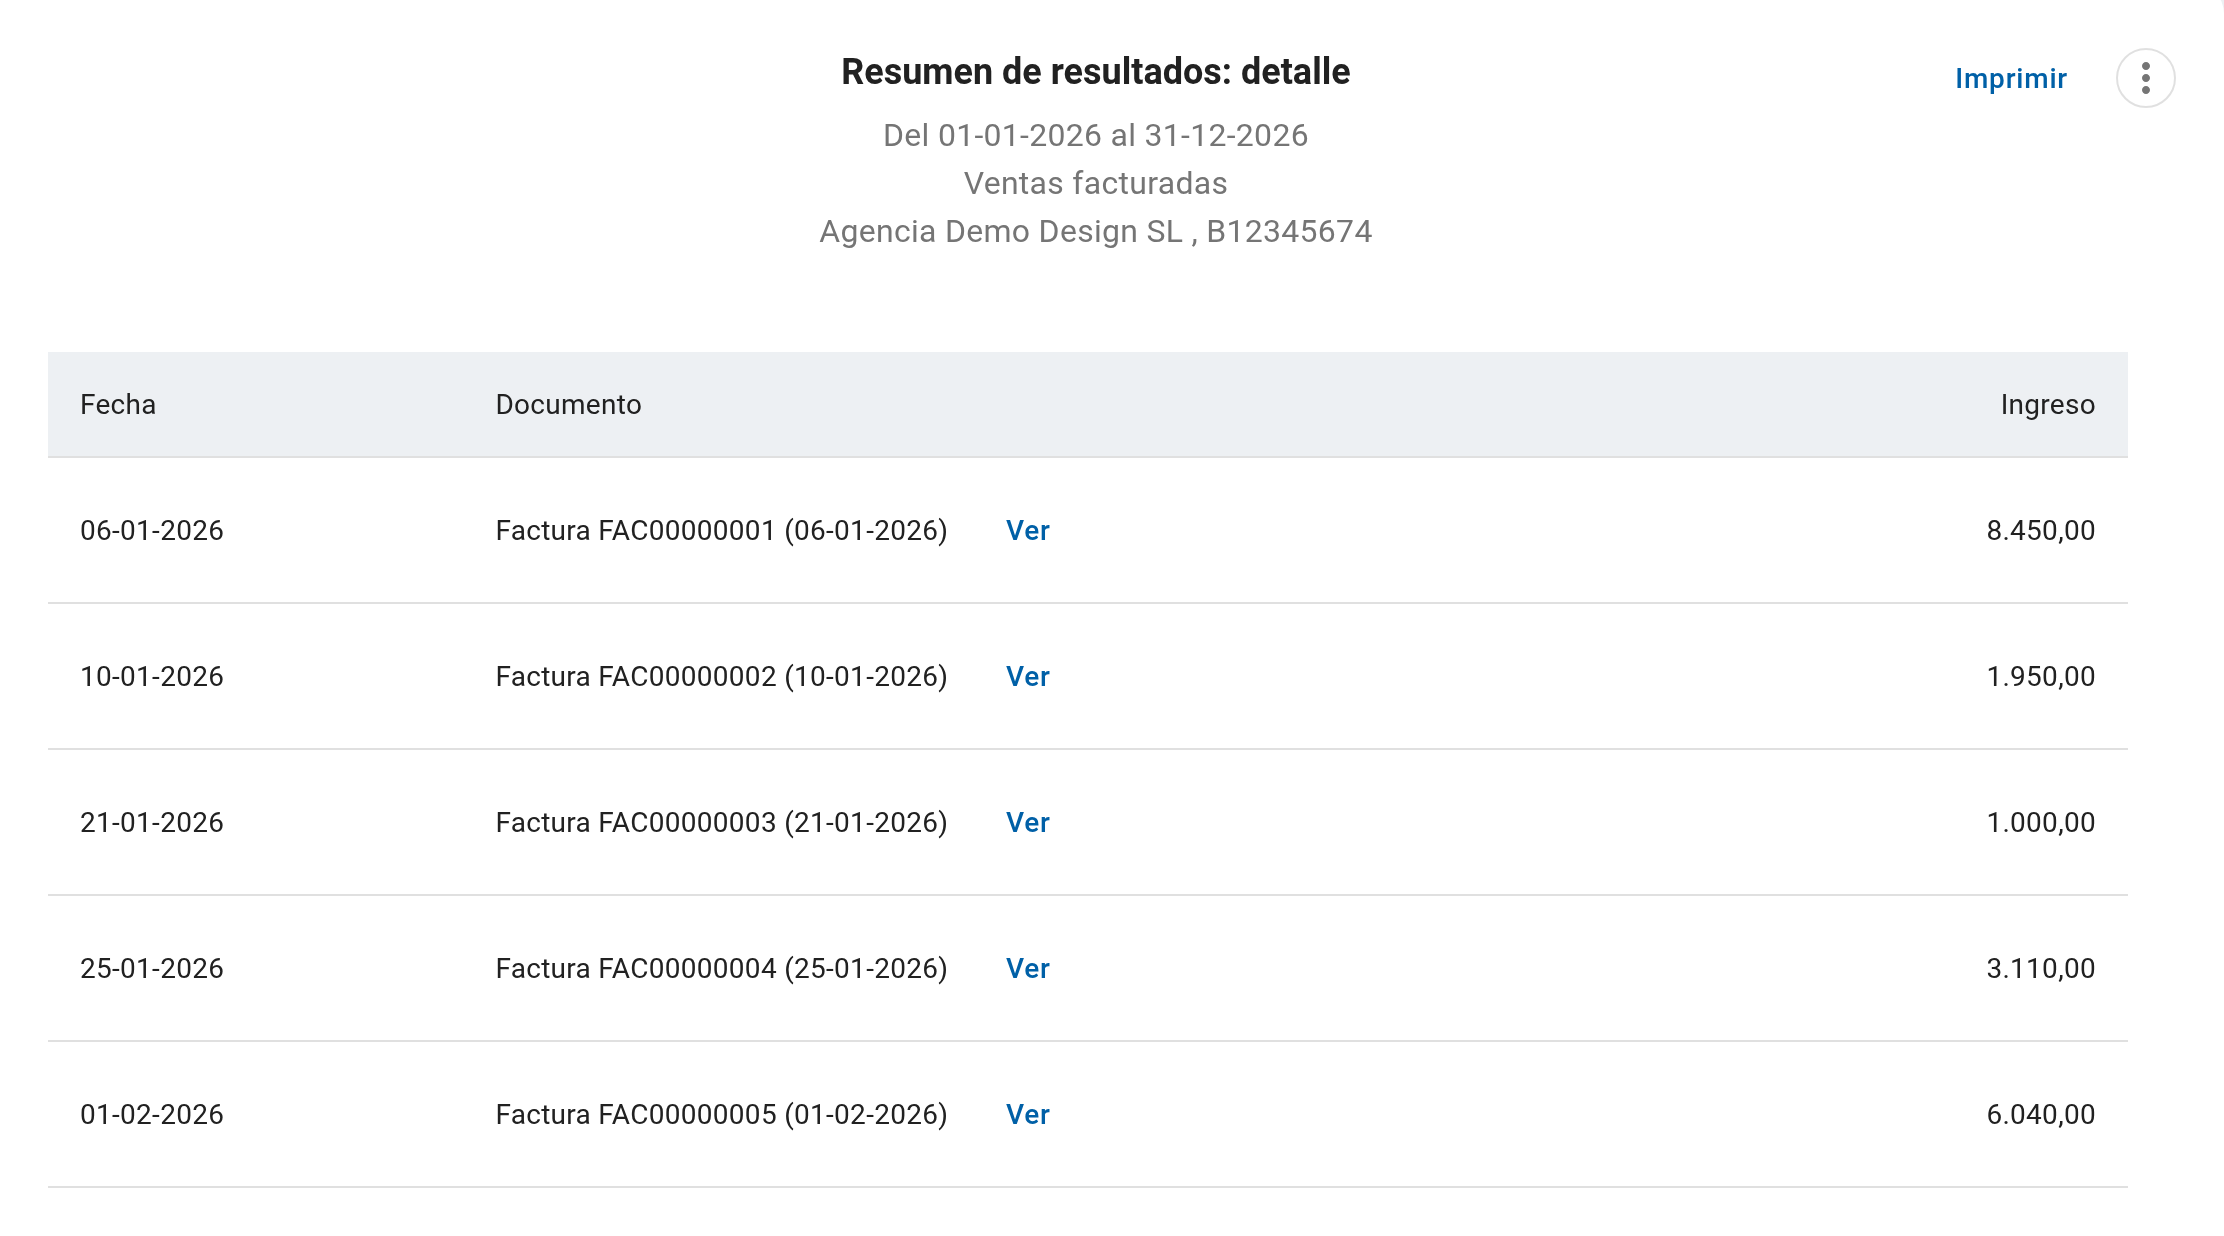 Resumen de resultados: detalle
Imprimir
Del 01-01-2026 al 31-12-2026
Ventas facturadas
Agencia Demo Design SL , B12345674
Fecha Documento Ingreso
06-01-2026 Factura FAC00000001 (06-01-2026) Ver 8.450,00
10-01-2026 Factura FAC00000002 (10-01-2026) Ver 1.950,00
21-01-2026 Factura FAC00000003 (21-01-2026) Ver 1.000,00
25-01-2026 Factura FAC00000004 (25-01-2026) Ver 3.110,00
01-02-2026 Factura FAC00000005 (01-02-2026) Ver 6.040,00